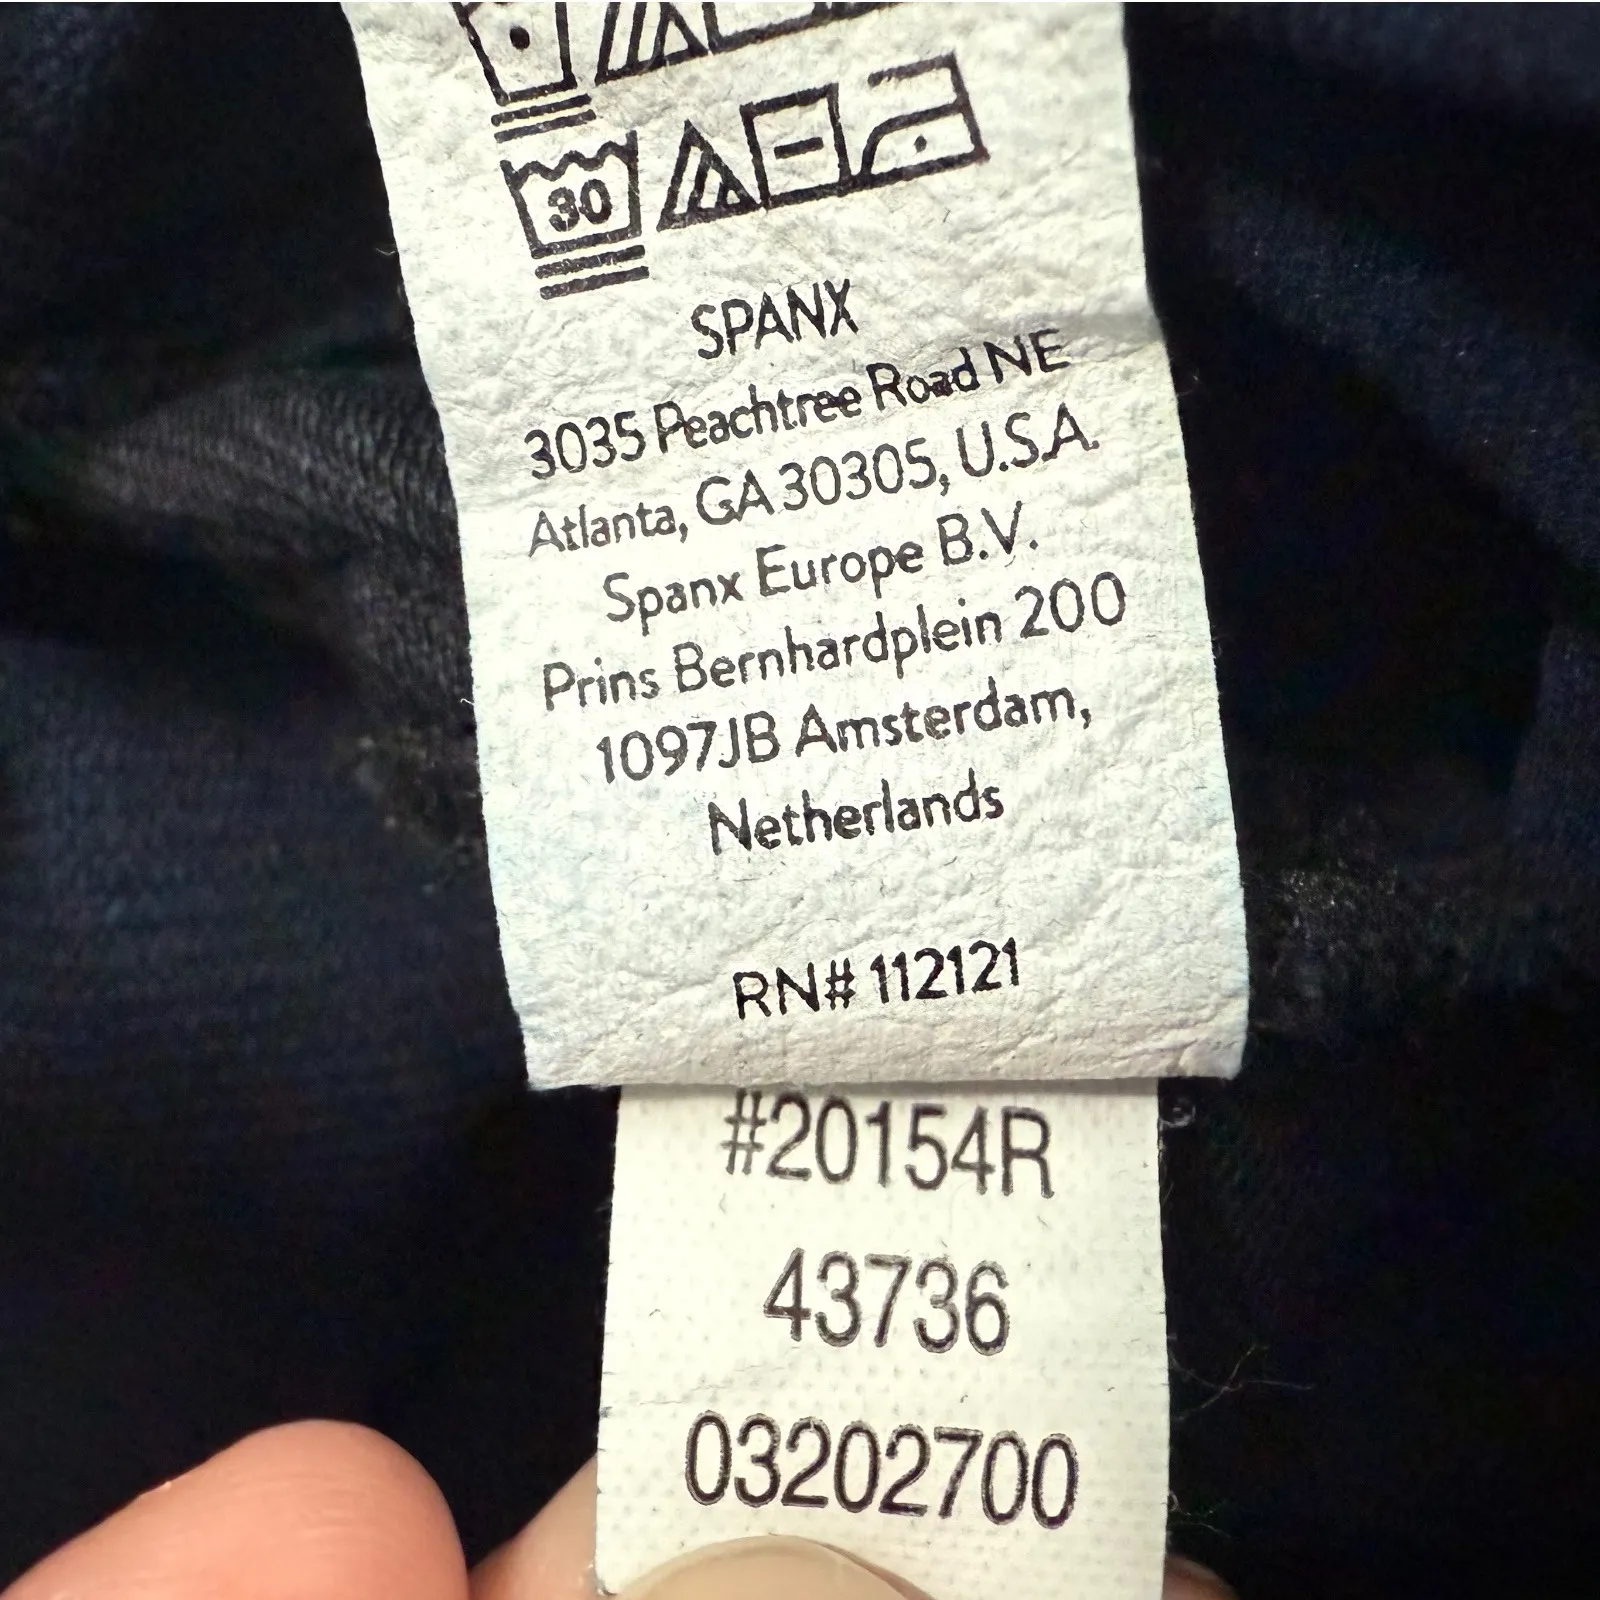 30
SPANX
3035 Peachtree Road NE
Atlanta, GA 30305, U.S.A.
Spanx Europe B.V.
Prins Bernhardplein 200
1097JB Amsterdam,
Netherlands
RN# 112121
#20154R
43736
03202700